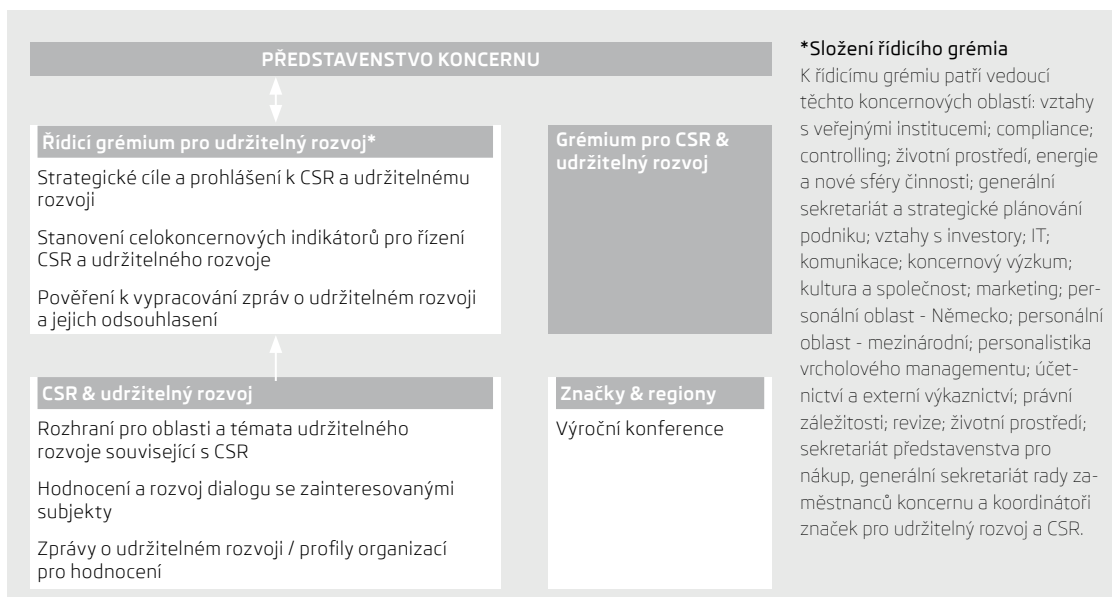 PŘEDSTAVENSTVO KONCERNU
Řídicí grémium pro udržitelný rozvoj*
Strategické cíle a prohlášení k CSR a udržitelnému
rozvoji
Stanovení celokoncernových indikátorů pro řízení
CSR a udržitelného rozvoje
Pověření k vypracování zpráv o udržitelném rozvoji
a jejich odsouhlasení
Grémium pro CSR &
udržitelný rozvoj
CSR & udržitelný rozvoj
Rozhraní pro oblasti a témata udržitelného
rozvoje související s CSR
Hodnocení a rozvoj dialogu se zainteresovanými
subjekty
Zprávy o udržitelném rozvoji / profily organizací
pro hodnocení
Značky & regiony
Výroční konference
*Složení řídicího grémia
K řídicímu grémiu patří vedoucí
těchto koncernových oblastí: vztahy
s veřejnými institucemi; compliance;
controlling; životní prostředí, energie
a nové sféry činnosti; generální
sekretariát a strategické plánování
podniku; vztahy s investory; IT;
komunikace; koncernový výzkum;
kultura a společnost; marketing; per-
sonální oblast - Německo; personální
oblast - mezinárodní; personalistika
vrcholového managementu; účet-
nictví a externí výkaznictví; právní
záležitosti; revize; životní prostředí;
sekretariát představenstva pro
nákup, generální sekretariát rady za-
městnanců koncernu a koordinátoři
značek pro udržitelný rozvoj a CSR.